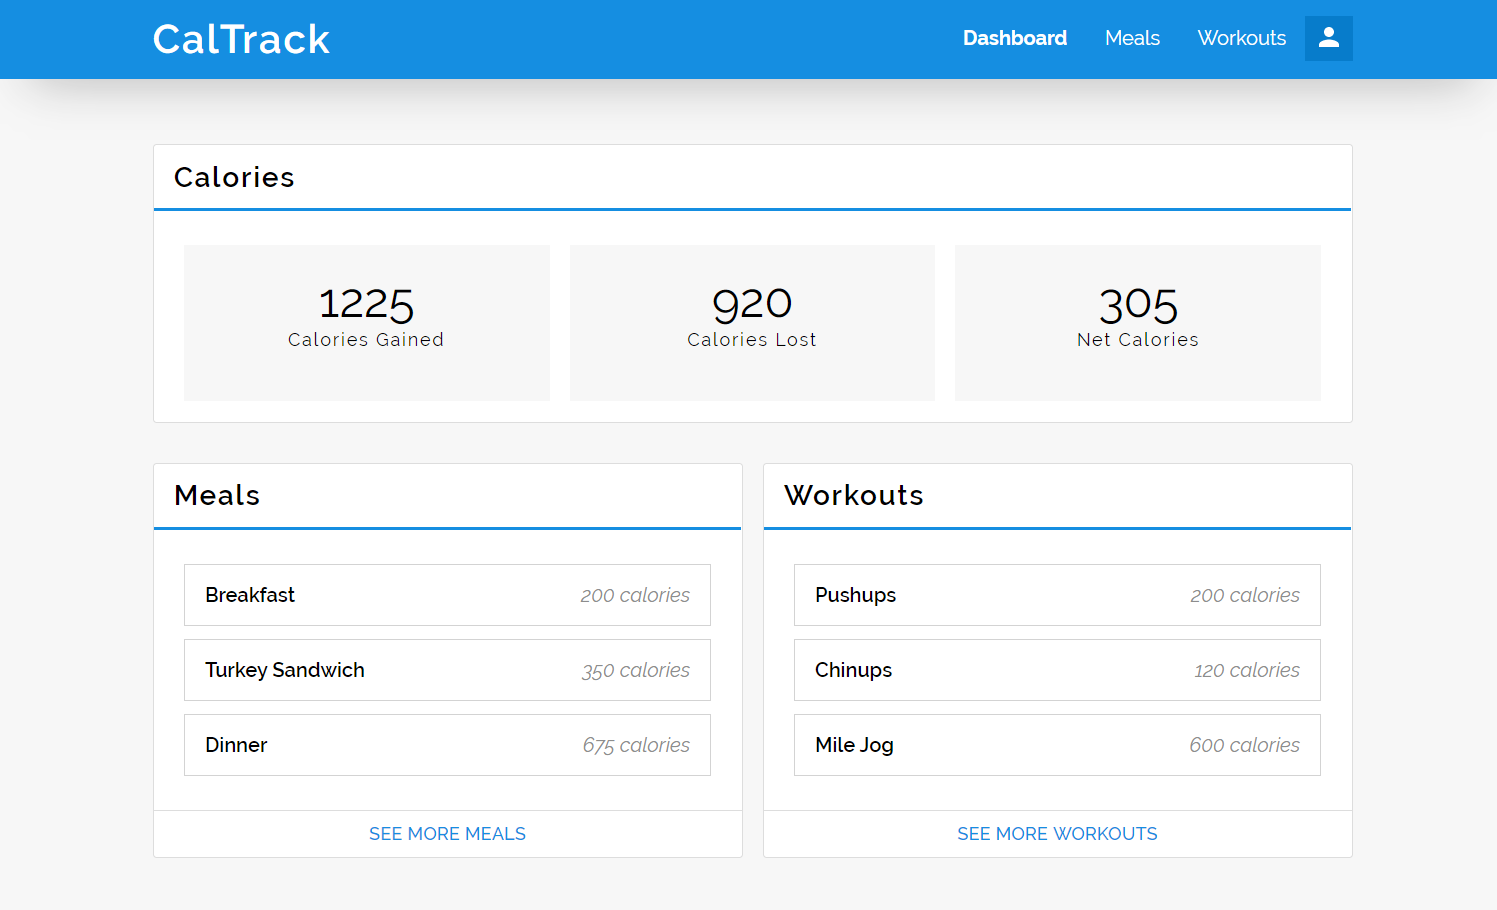 CalTrack
Dashboard Meals Workouts
Calories
1225 920 305
Calories Gained Calories Lost Net Calories
Meals
Breakfast 200 calories
Turkey Sandwich 350 calories
Dinner 675 calories
SEE MORE MEALS
Workouts
Pushups 200 calories
Chinups 120 calories
Mile Jog 600 calories
SEE MORE WORKOUTS